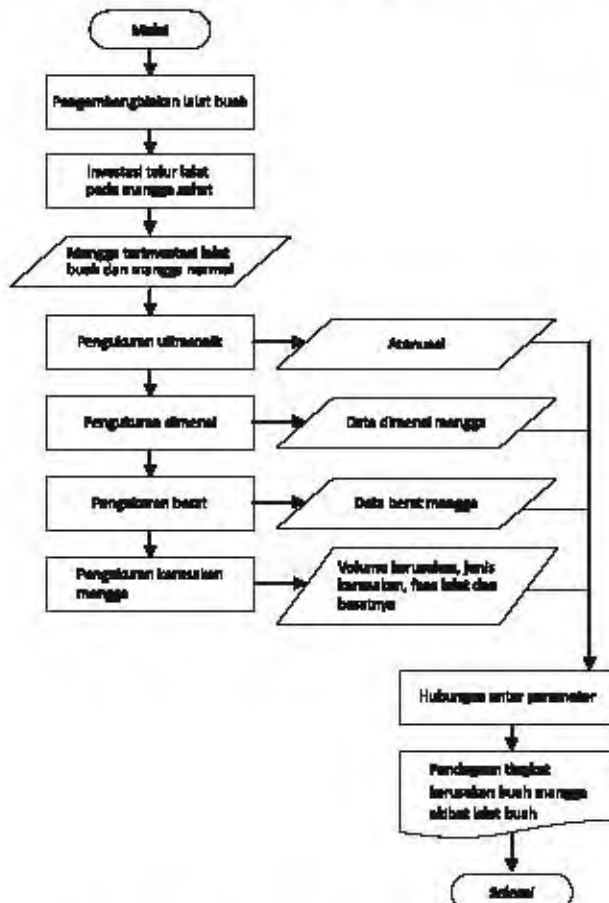 Mulai
Pengembangbiakan lalat buah
Investasi telur lalat
pada mangga sehat
Mangga terinvestasi lalat
buah dan mangga normal
Pengukuran ultrasonik
Atenuasi
Pengukuran dimensi
Data dimensi mangga
Pengukuran berat
Data berat mangga
Pengukuran kerusakan
mangga
Volume kerusakan, jenis
kerusakan, fase lalat dan
beratnya
Hubungan antar parameter
Pendugaan tingkat
kerusakan buah mangga
akibat lalat buah
Selesai